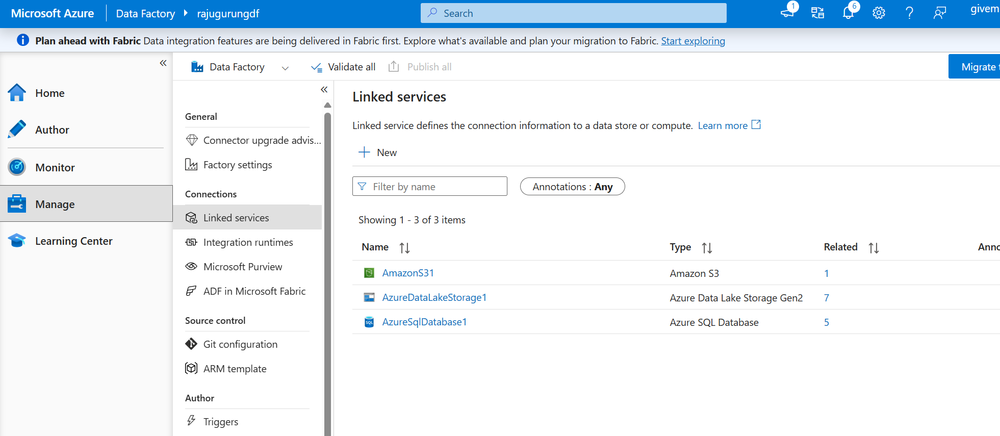 Microsoft Azure Data Factory rajugurungdf Search 1 6 givem
Plan ahead with Fabric Data integration features are being delivered in Fabric first. Explore what's available and plan your migration to Fabric. Start exploring
Data Factory Validate all Publish all Migrate
Home
Author
Monitor
Manage
Learning Center
General
Connector upgrade advis...
Factory settings
Connections
Linked services
Integration runtimes
Microsoft Purview
ADF in Microsoft Fabric
Source control
Git configuration
ARM template
Author
Triggers
Linked services
Linked service defines the connection information to a data store or compute. Learn more
New
Filter by name Annotations : Any
Showing 1 - 3 of 3 items
Name Type Related Anno
AmazonS31 Amazon S3 1
AzureDataLakeStorage1 Azure Data Lake Storage Gen2 7
SQL AzureSqlDatabase1 Azure SQL Database 5